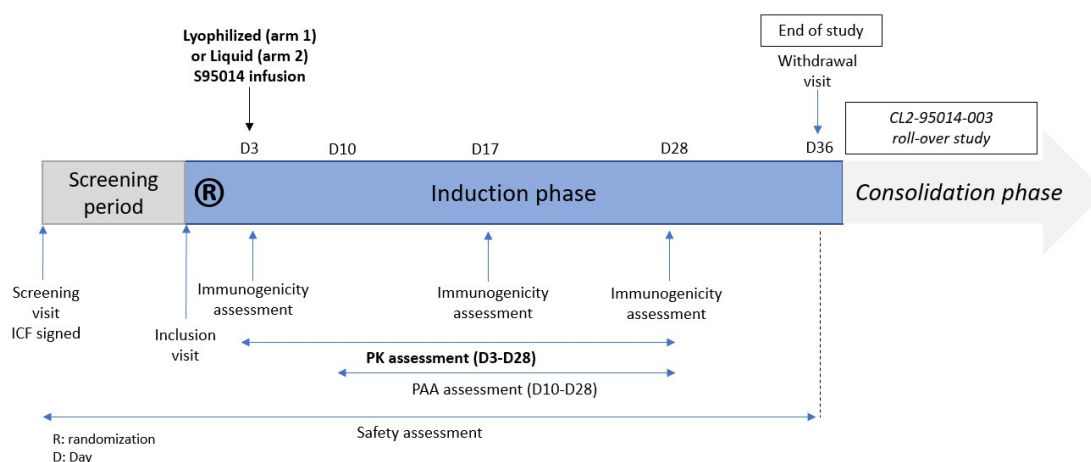 Lyophilized (arm 1)
or Liquid (arm 2)
S95014 infusion
End of study
Withdrawal
visit
CL2-95014-003
roll-over study
D3
D10
D17
D28
D36
Screening
period
®
Induction phase
Consolidation phase
Screening
visit
ICF signed
Inclusion
visit
Immunogenicity
assessment
Immunogenicity
assessment
Immunogenicity
assessment
PK assessment (D3-D28)
PAA assessment (D10-D28)
Safety assessment
R: randomization
D: Day